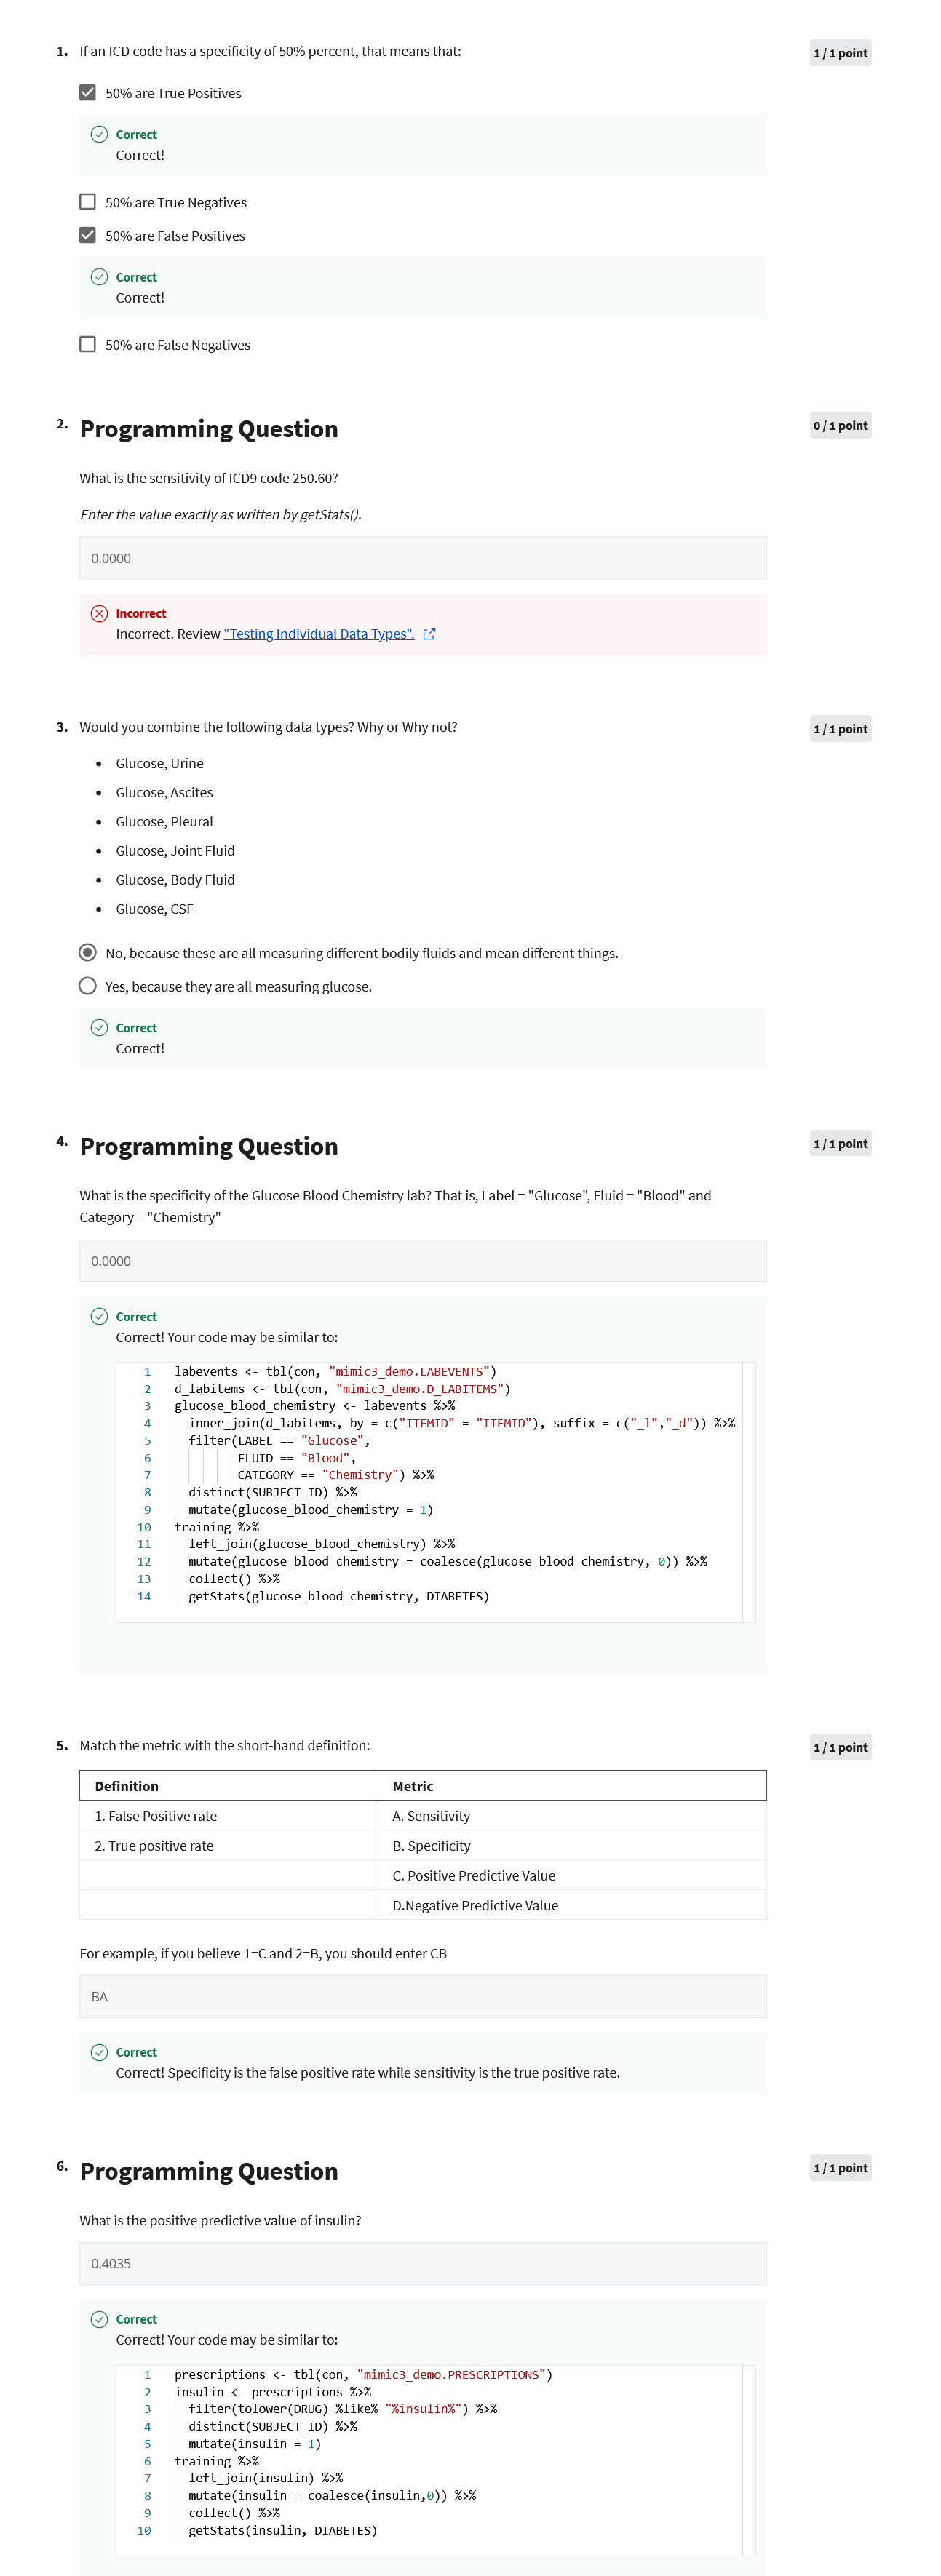 1. If an ICD code has a specificity of 50% percent, that means that:
1 / 1 point
50% are True Positives
Correct
Correct!
50% are True Negatives
50% are False Positives
Correct
Correct!
50% are False Negatives
2. Programming Question
0 / 1 point
What is the sensitivity of ICD9 code 250.60?
Enter the value exactly as written by getStats().
0.0000
Incorrect
Incorrect. Review "Testing Individual Data Types".
3. Would you combine the following data types? Why or Why not?
1 / 1 point
• Glucose, Urine
• Glucose, Ascites
• Glucose, Pleural
• Glucose, Joint Fluid
• Glucose, Body Fluid
• Glucose, CSF
No, because these are all measuring different bodily fluids and mean different things.
Yes, because they are all measuring glucose.
Correct
Correct!
4. Programming Question
1 / 1 point
What is the specificity of the Glucose Blood Chemistry lab? That is, Label = "Glucose", Fluid = "Blood" and
Category = "Chemistry"
0.0000
Correct
Correct! Your code may be similar to:
1 labevents <- tbl(con, "mimic3_demo.LABEVENTS")
2 d_labitems <- tbl(con, "mimic3_demo.D_LABITEMS")
3 glucose_blood_chemistry <- labevents %>%
4 inner_join(d_labitems, by = c("ITEMID" = "ITEMID"), suffix = c("_l","_d")) %>%
5 filter(LABEL == "Glucose",
6 FLUID == "Blood",
7 CATEGORY == "Chemistry") %>%
8 distinct(SUBJECT_ID) %>%
9 mutate(glucose_blood_chemistry = 1)
10 training %>%
11 left_join(glucose_blood_chemistry) %>%
12 mutate(glucose_blood_chemistry = coalesce(glucose_blood_chemistry, 0)) %>%
13 collect() %>%
14 getStats(glucose_blood_chemistry, DIABETES)
5. Match the metric with the short-hand definition:
1 / 1 point
Definition Metric
1. False Positive rate A. Sensitivity
2. True positive rate B. Specificity
C. Positive Predictive Value
D.Negative Predictive Value
For example, if you believe 1=C and 2=B, you should enter CB
BA
Correct
Correct! Specificity is the false positive rate while sensitivity is the true positive rate.
6. Programming Question
1 / 1 point
What is the positive predictive value of insulin?
0.4035
Correct
Correct! Your code may be similar to:
1 prescriptions <- tbl(con, "mimic3_demo.PRESCRIPTIONS")
2 insulin <- prescriptions %>%
3 filter(tolower(DRUG) %like% "%insulin%") %>%
4 distinct(SUBJECT_ID) %>%
5 mutate(insulin = 1)
6 training %>%
7 left_join(insulin) %>%
8 mutate(insulin = coalesce(insulin,0)) %>%
9 collect() %>%
10 getStats(insulin, DIABETES)